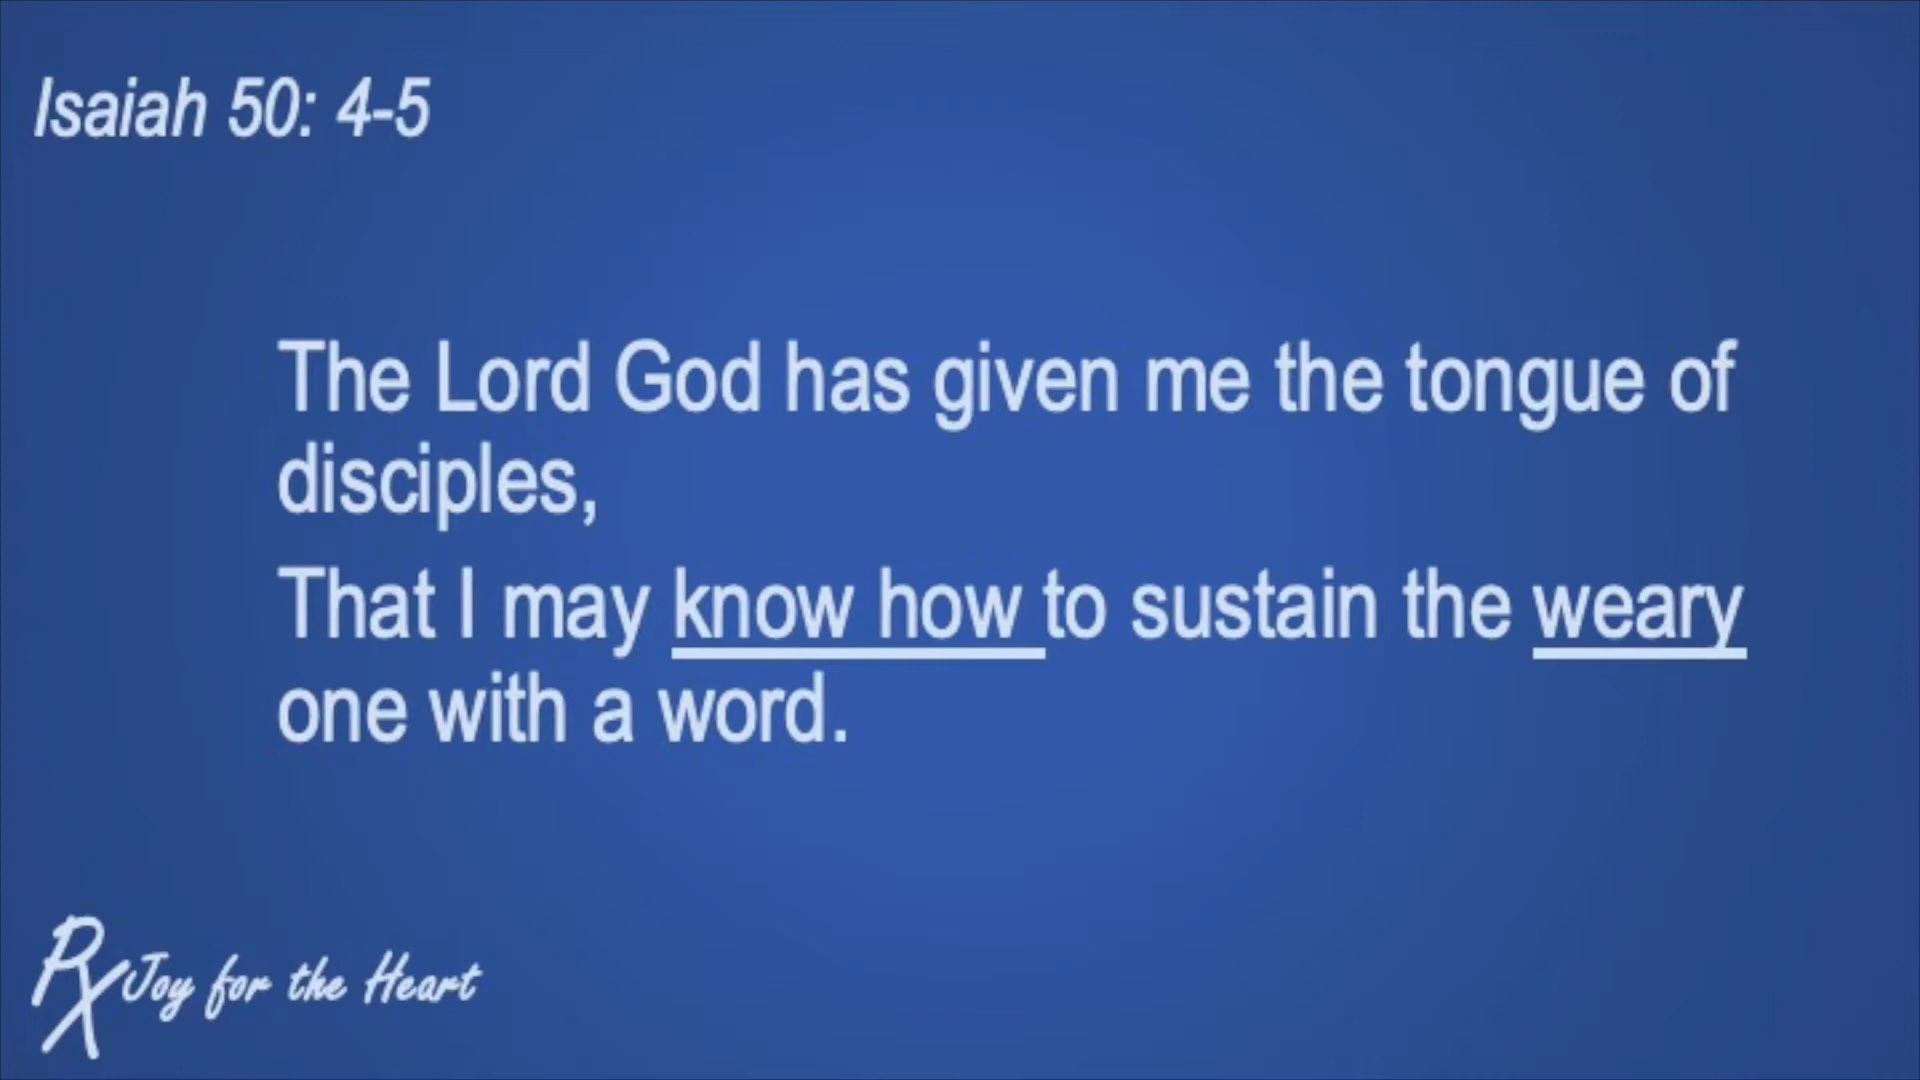 Isaiah 50: 4-5
The Lord God has given me the tongue of
disciples,
That I may know how to sustain the weary
one with a word.
Rx Joy for the Heart